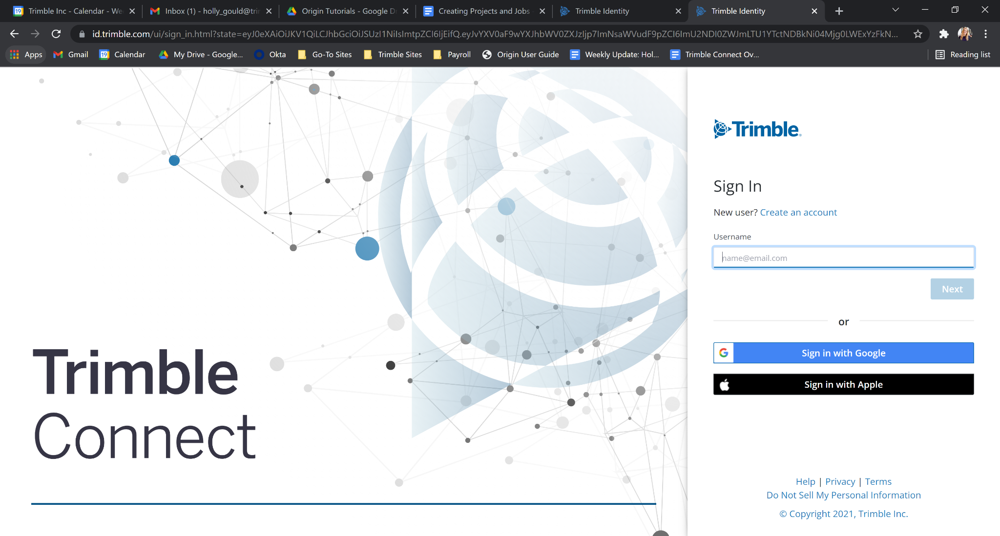 Trimble Inc - Calendar - We
Inbox (1) - holly_gould@tri
Origin Tutorials - Google D
Creating Projects and Jobs
Trimble Identity
Trimble Identity
id.trimble.com/ui/sign_in.html?state=eyJ0eXAiOiJKV1QiLCJhbGciOiJSUzI1NiIsImtpZCI6IjEifQ.eyJvYXV0aF9wYXJhbWV0ZXJzIjp7ImNsaWVudF9pZCI6ImU2NDI0ZWJmLTU1YTctNDBkNi04Mjg0LWExYzFkN...
Apps
Gmail
19 Calendar
My Drive - Google...
Okta
Go-To Sites
Trimble Sites
Payroll
Origin User Guide
Weekly Update: Hol...
Trimble Connect Ov...
Reading list
Trimble
Connect
Trimble
Sign In
New user? Create an account
Username
name@email.com
Next
or
Sign in with Google
Sign in with Apple
Help | Privacy | Terms
Do Not Sell My Personal Information
© Copyright 2021, Trimble Inc.